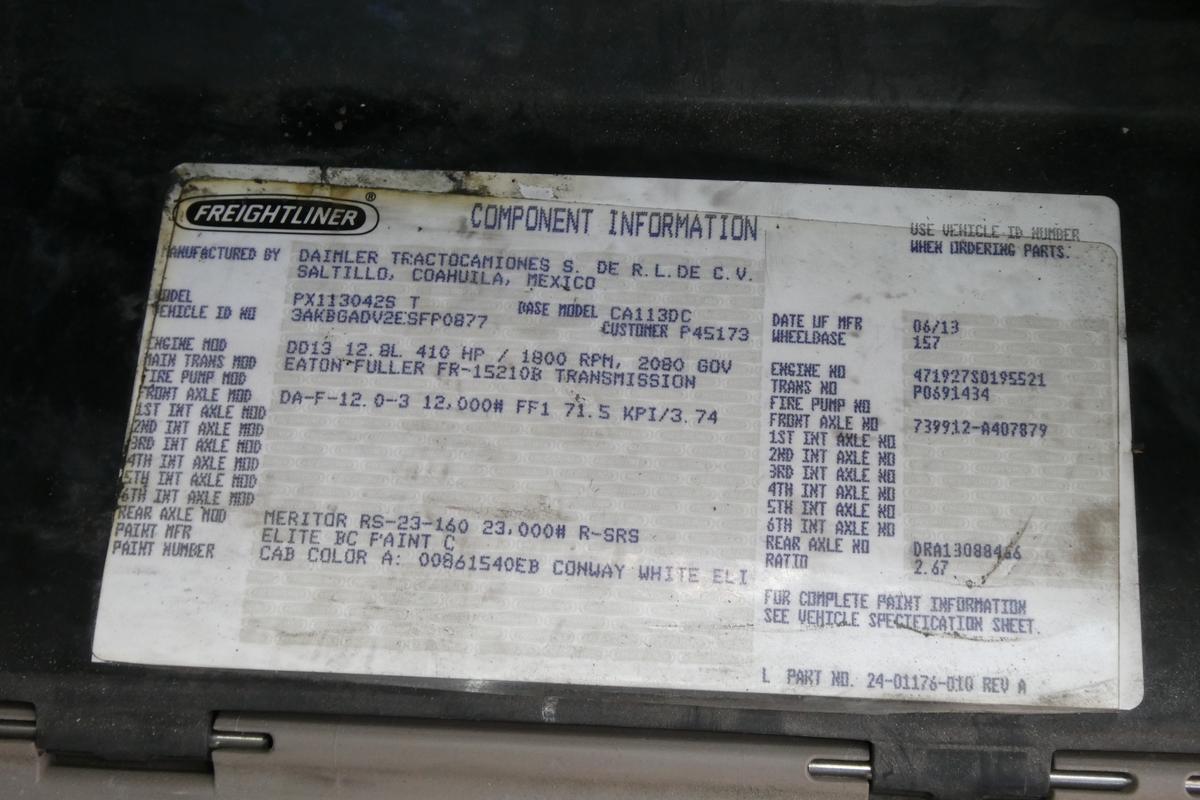 FREIGHTLINER ®
COMPONENT INFORMATION
USE VEHICLE ID NUMBER
WHEN ORDERING PARTS.
MANUFACTURED BY DAIMLER TRACTOCAMIONES S. DE R.L.DE C.V.
SALTILLO, COAHUILA, MEXICO
MODEL PX113042S T BASE MODEL CA113DC
VEHICLE ID NO 3AKBGADV2ESFP0877 CUSTOMER P45173
DATE OF MFR 06/13
WHEELBASE 157
ENGINE MOD DD13 12.8L 410 HP / 1800 RPM, 2080 GOV
MAIN TRANS MOD EATON-FULLER FR-15210B TRANSMISSION
FIRE PUMP MOD
FRONT AXLE MOD DA-F-12.0-3 12,000# FF1 71.5 KPI/3.74
1ST INT AXLE MOD
2ND INT AXLE MOD
3RD INT AXLE MOD
4TH INT AXLE MOD
5TH INT AXLE MOD
6TH INT AXLE MOD
REAR AXLE MOD MERITOR RS-23-160 23,000# R-SRS
PAINT MFR ELITE BC PAINT C
PAINT NUMBER CAB COLOR A: 00861540EB CONWAY WHITE ELI
ENGINE NO 471927S0195521
TRANS NO P0691434
FIRE PUMP NO
FRONT AXLE NO 739912-A407879
1ST INT AXLE NO
2ND INT AXLE NO
3RD INT AXLE NO
4TH INT AXLE NO
5TH INT AXLE NO
6TH INT AXLE NO
REAR AXLE NO DRA13088466
RATIO 2.67
FOR COMPLETE PAINT INFORMATION
SEE VEHICLE SPECIFICATION SHEET.
L PART NO. 24-01176-010 REV A